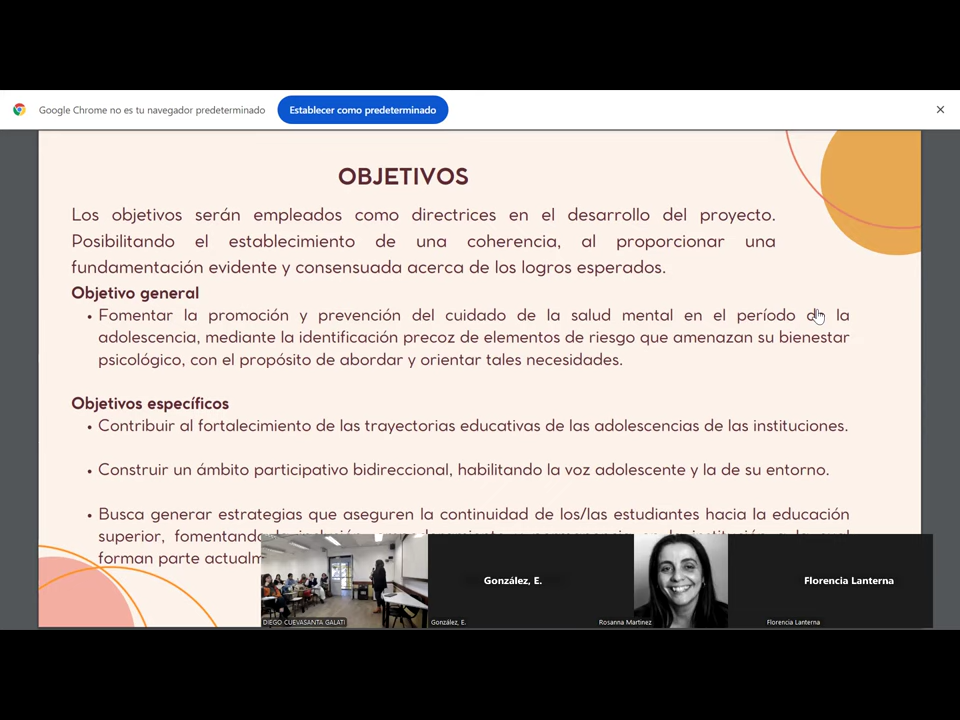 Google Chrome no es tu navegador predeterminado
Establecer como predeterminado
OBJETIVOS
Los objetivos serán empleados como directrices en el desarrollo del proyecto.
Posibilitando el establecimiento de una coherencia, al proporcionar una
fundamentación evidente y consensuada acerca de los logros esperados.
Objetivo general
• Fomentar la promoción y prevención del cuidado de la salud mental en el período la
adolescencia, mediante la identificación precoz de elementos de riesgo que amenazan su bienestar
psicológico, con el propósito de abordar y orientar tales necesidades.
Objetivos específicos
• Contribuir al fortalecimiento de las trayectorias educativas de las adolescencias de las instituciones.
• Construir un ámbito participativo bidireccional, habilitando la voz adolescente y la de su entorno.
• Busca generar estrategias que aseguren la continuidad de los/las estudiantes hacia la educación
superior, fomentando
forman parte
González, E.
Florencia Lanterna
DIEGO CUEVASANTA GALATI
González, E.
Rosanna Martinez
Florencia Lanterna